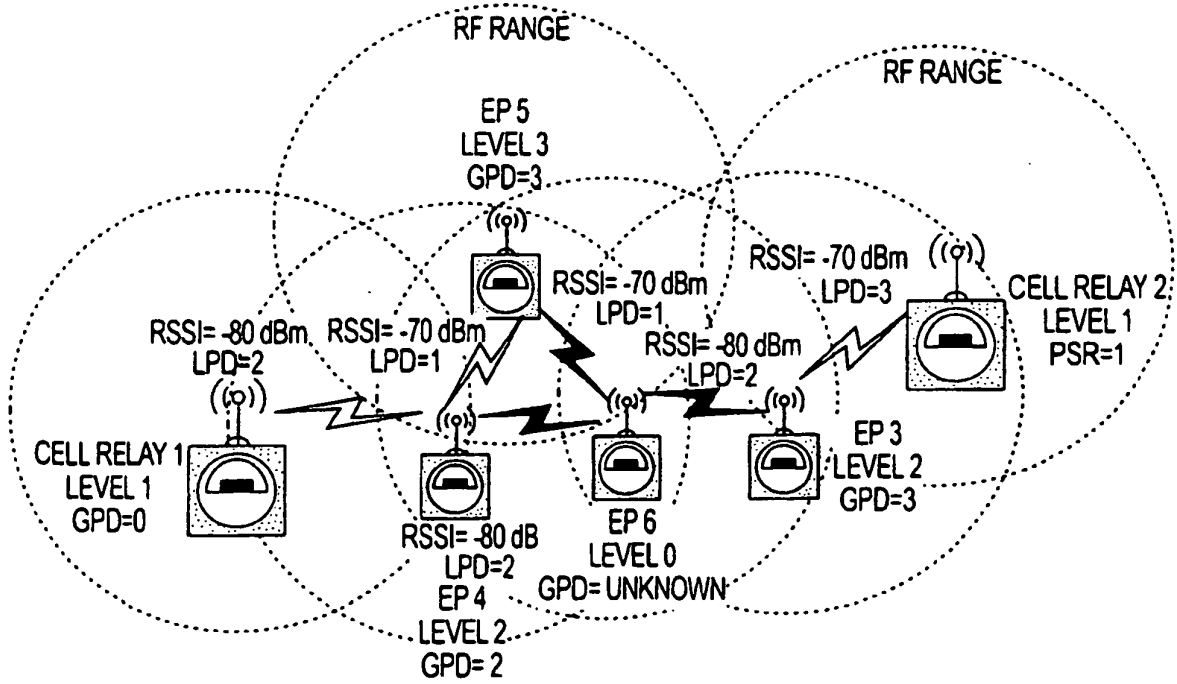 RF RANGE
RF RANGE
EP 5
LEVEL 3
GPD=3
RSSI= -70 dBm
LPD=1
RSSI= -70 dBm
LPD=3
CELL RELAY 2
LEVEL 1
PSR=1
RSSI= -80 dBm
LPD=2
RSSI= -70 dBm
LPD=1
RSSI= -80 dBm
LPD=2
CELL RELAY 1
LEVEL 1
GPD=0
EP 3
LEVEL 2
GPD=3
RSSI= -80 dB
LPD=2
EP 4
LEVEL 2
GPD= 2
EP 6
LEVEL 0
GPD= UNKNOWN